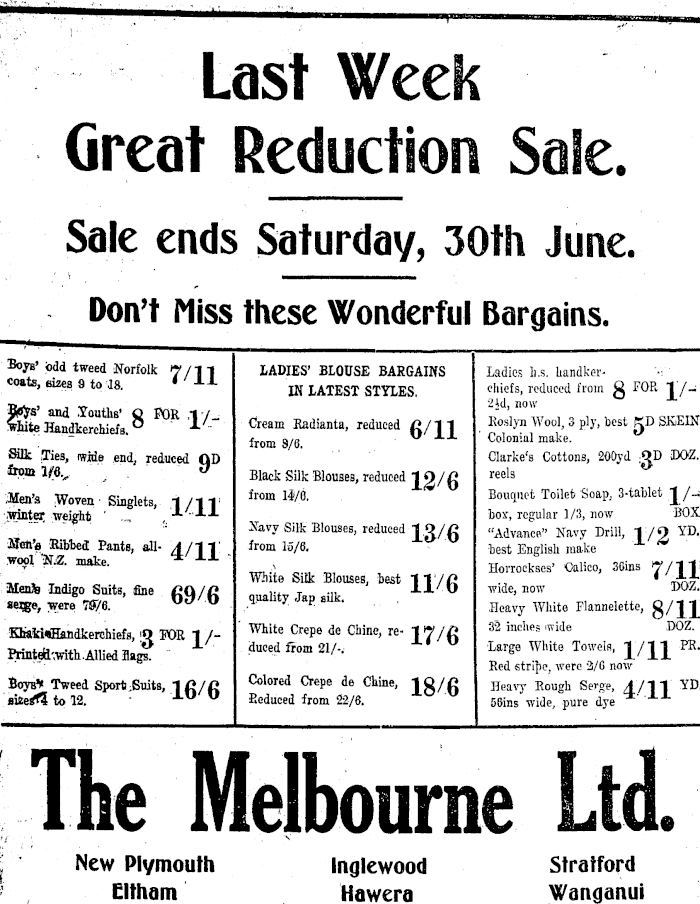 Last Week
Great Reduction Sale.
Sale ends Saturday, 30th June.
Don't Miss these Wonderful Bargains.
Boys' odd tweed Norfolk 7/11
coats, sizes 9 to 18.
Boys' and Youths' 8 FOR 1/-
white Handkerchiefs.
Silk Ties, wide end, reduced 9D
from 1/6.
Men's Woven Singlets, 1/11
winter weight
Men's Ribbed Pants, all- 4/11
wool N.Z. make.
Men's Indigo Suits, fine 69/6
serge, were 79/6.
Khaki Handkerchiefs, 3 FOR 1/-
Printed with Allied flags.
Boys' Tweed Sport Suits, 16/6
sizes 4 to 12.
LADIES' BLOUSE BARGAINS
IN LATEST STYLES.
Cream Radianta, reduced 6/11
from 8/6.
Black Silk Blouses, reduced 12/6
from 14/6.
Navy Silk Blouses, reduced 13/6
from 15/6.
White Silk Blouses, best 11/6
quality Jap silk.
White Crepe de Chine, re- 17/6
duced from 21/-.
Colored Crepe de Chine, 18/6
Reduced from 22/6.
Ladies h.s. handker-
chiefs, reduced from 8 FOR 1/-
2½d, now
Roslyn Wool, 3 ply, best 5D SKEIN
Colonial make.
Clarke's Cottons, 200yd 3D DOZ.
reels
Bouquet Toilet Soap, 3-tablet 1/-
box, regular 1/3, now BOX
"Advance" Navy Drill, 1/2 YD.
best English make
Horrockses' Calico, 36ins 7/11
wide, now DOZ.
Heavy White Flannelette, 8/11
32 inches wide DOZ.
Large White Towels, 1/11 PR.
Red stripe, were 2/6 now
Heavy Rough Serge, 4/11 YD
56ins wide, pure dye
The Melbourne Ltd.
New Plymouth Inglewood Stratford
Eltham Hawera Wanganui